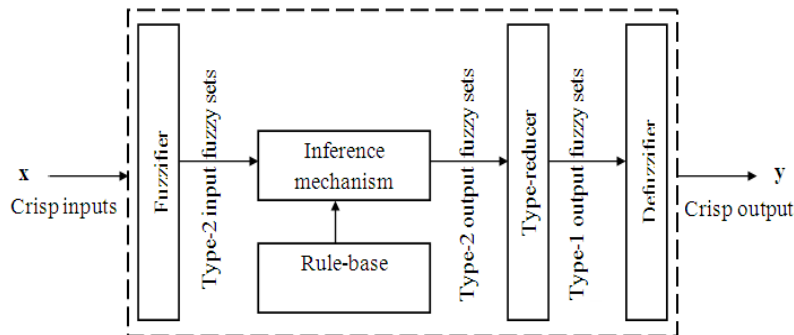 x
Crisp inputs
Fuzzifier
Type-2 input fuzzy sets
Inference
mechanism
Rule-base
Type-2 output fuzzy sets
Type-reducer
Type-1 output fuzzy sets
Defuzzifier
y
Crisp output